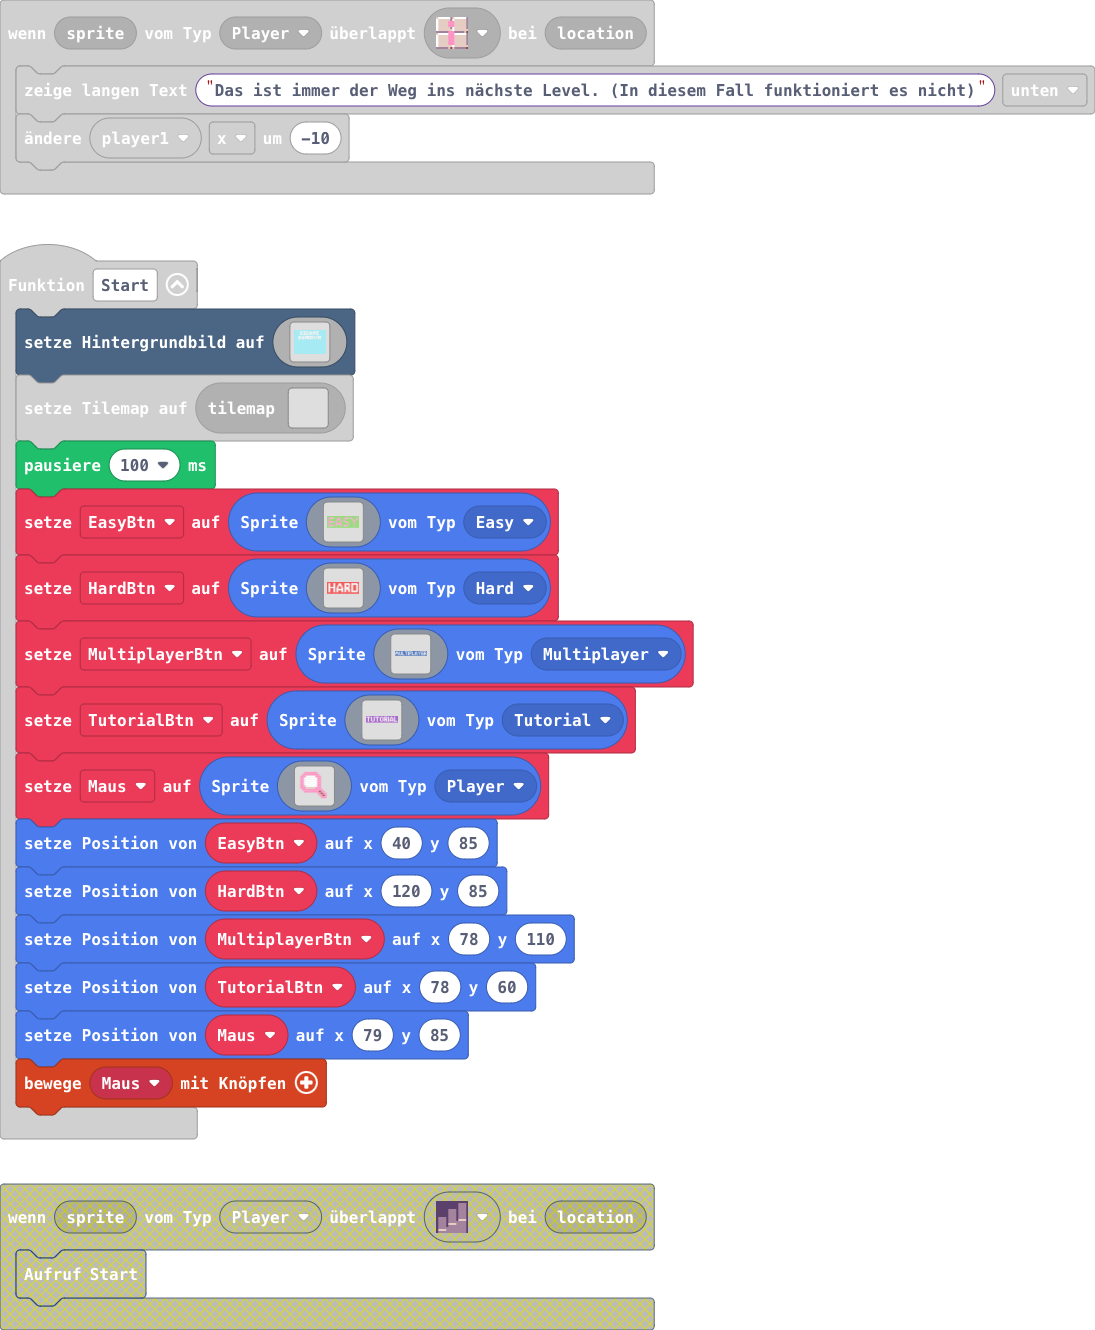 wenn sprite vom Typ Player überlappt bei location
zeige langen Text "Das ist immer der Weg ins nächste Level. (In diesem Fall funktioniert es nicht)" unten
ändere player1 x um -10
Funktion Start
setze Hintergrundbild auf
setze Tilemap auf tilemap
pausiere 100 ms
setze EasyBtn auf Sprite EASY vom Typ Easy
setze HardBtn auf Sprite HARD vom Typ Hard
setze MultiplayerBtn auf Sprite MULTIPLAYER vom Typ Multiplayer
setze TutorialBtn auf Sprite TUTORIAL vom Typ Tutorial
setze Maus auf Sprite vom Typ Player
setze Position von EasyBtn auf x 40 y 85
setze Position von HardBtn auf x 120 y 85
setze Position von MultiplayerBtn auf x 78 y 110
setze Position von TutorialBtn auf x 78 y 60
setze Position von Maus auf x 79 y 85
bewege Maus mit Knöpfen
wenn sprite vom Typ Player überlappt bei location
Aufruf Start